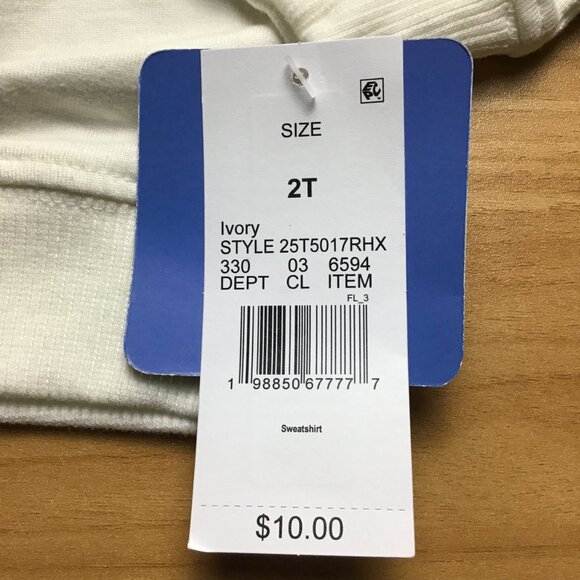 SIZE
2T
Ivory
STYLE 25T5017RHX
330 03 6594
DEPT CL ITEM
FL_3
1 98850 67777 7
Sweatshirt
$10.00